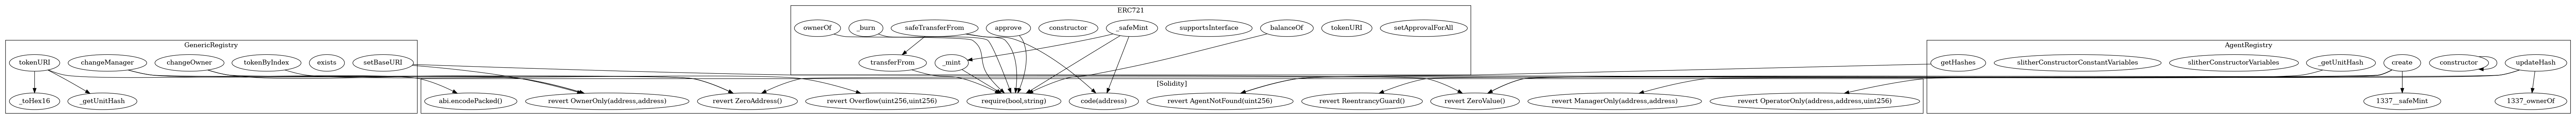 ERC721
ownerOf
_burn
safeTransferFrom
approve
constructor
_safeMint
supportsInterface
balanceOf
tokenURI
setApprovalForAll
transferFrom
_mint
GenericRegistry
tokenURI
changeManager
changeOwner
tokenByIndex
exists
setBaseURI
_toHex16
_getUnitHash
AgentRegistry
getHashes
slitherConstructorConstantVariables
slitherConstructorVariables
_getUnitHash
create
constructor
updateHash
1337__safeMint
1337_ownerOf
[Solidity]
abi.encodePacked()
revert OwnerOnly(address,address)
revert ZeroAddress()
revert Overflow(uint256,uint256)
require(bool,string)
code(address)
revert AgentNotFound(uint256)
revert ReentrancyGuard()
revert ZeroValue()
revert ManagerOnly(address,address)
revert OperatorOnly(address,address,uint256)